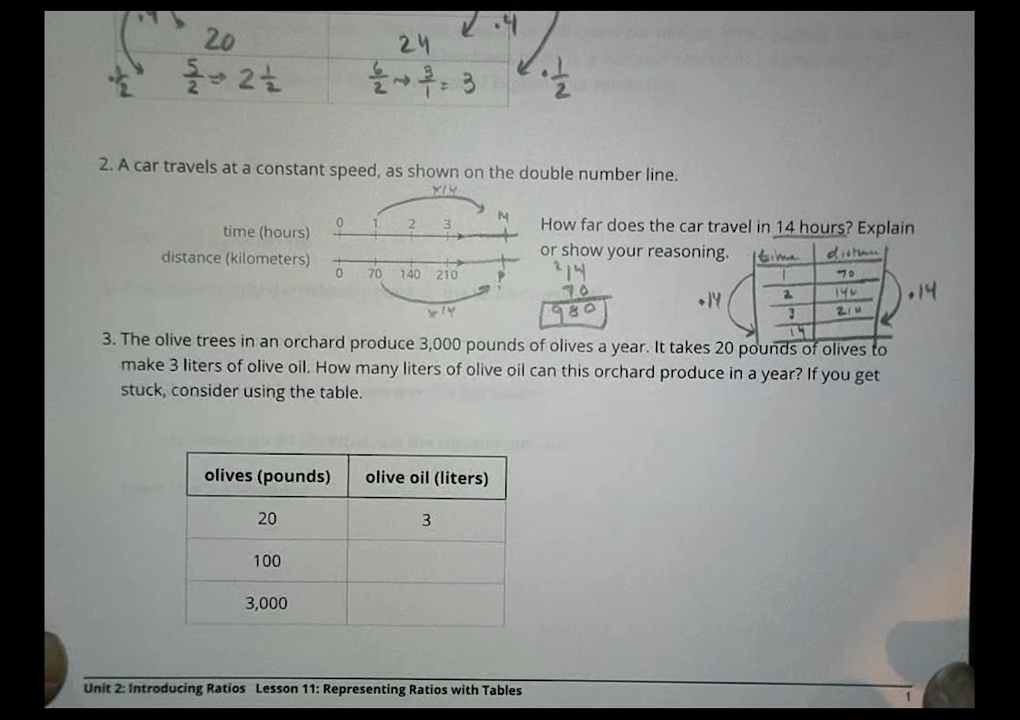 .4 .4
20 24
.1/2 5/2 → 2 1/2 6/2 → 3/1 = 3 .1/2
2. A car travels at a constant speed, as shown on the double number line.
x14
time (hours) 0 1 2 3 14
distance (kilometers) 0 70 140 210 ?
x14
How far does the car travel in 14 hours? Explain
or show your reasoning.
2
14
70
980
time
1 70
2 140
3 210
14
.14 .14
3. The olive trees in an orchard produce 3,000 pounds of olives a year. It takes 20 pounds of olives to
make 3 liters of olive oil. How many liters of olive oil can this orchard produce in a year? If you get
stuck, consider using the table.
olives (pounds) olive oil (liters)
20 3
100
3,000
Unit 2: Introducing Ratios Lesson 11: Representing Ratios with Tables 1